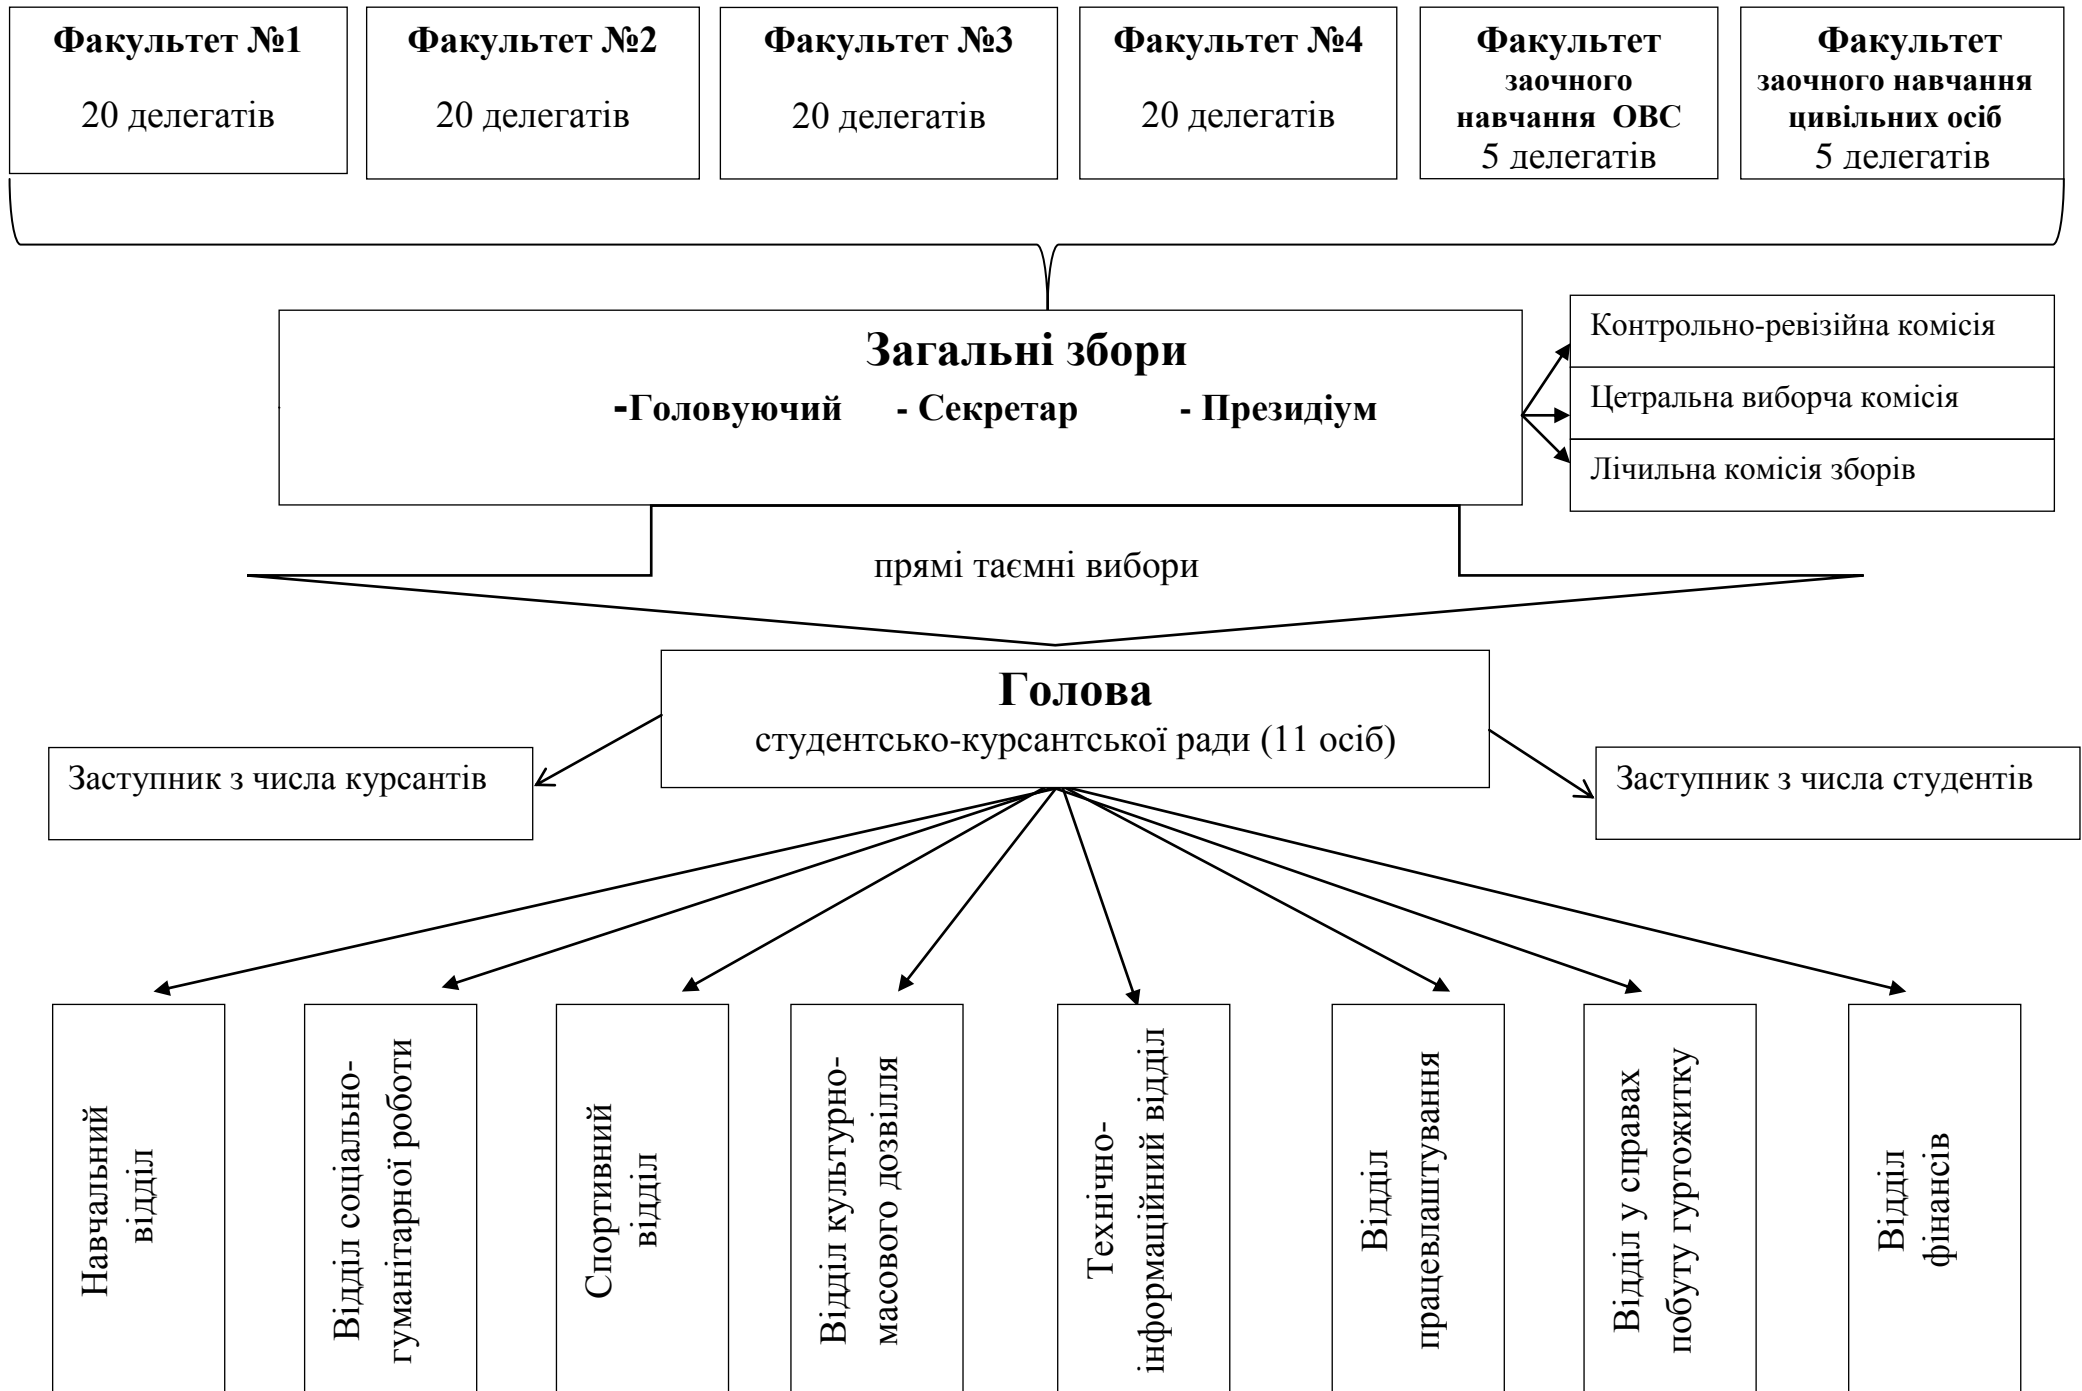 Факультет №1
20 делегатів
Факультет №2
20 делегатів
Факультет №3
20 делегатів
Факультет №4
20 делегатів
Факультет
заочного
навчання ОВС
5 делегатів
Факультет
заочного навчання
цивільних осіб
5 делегатів
Загальні збори
-Головуючий - Секретар - Президіум
Контрольно-ревізійна комісія
Цетральна виборча комісія
Лічильна комісія зборів
прямі таємні вибори
Голова
студентсько-курсантської ради (11 осіб)
Заступник з числа курсантів
Заступник з числа студентів
Навчальний
відділ
Відділ соціально-
гуманітарної роботи
Спортивний
відділ
Відділ культурно-
масового дозвілля
Технічно-
інформаційний відділ
Відділ
працевлаштування
Відділ у справах
побуту гуртожитку
Відділ
фінансів